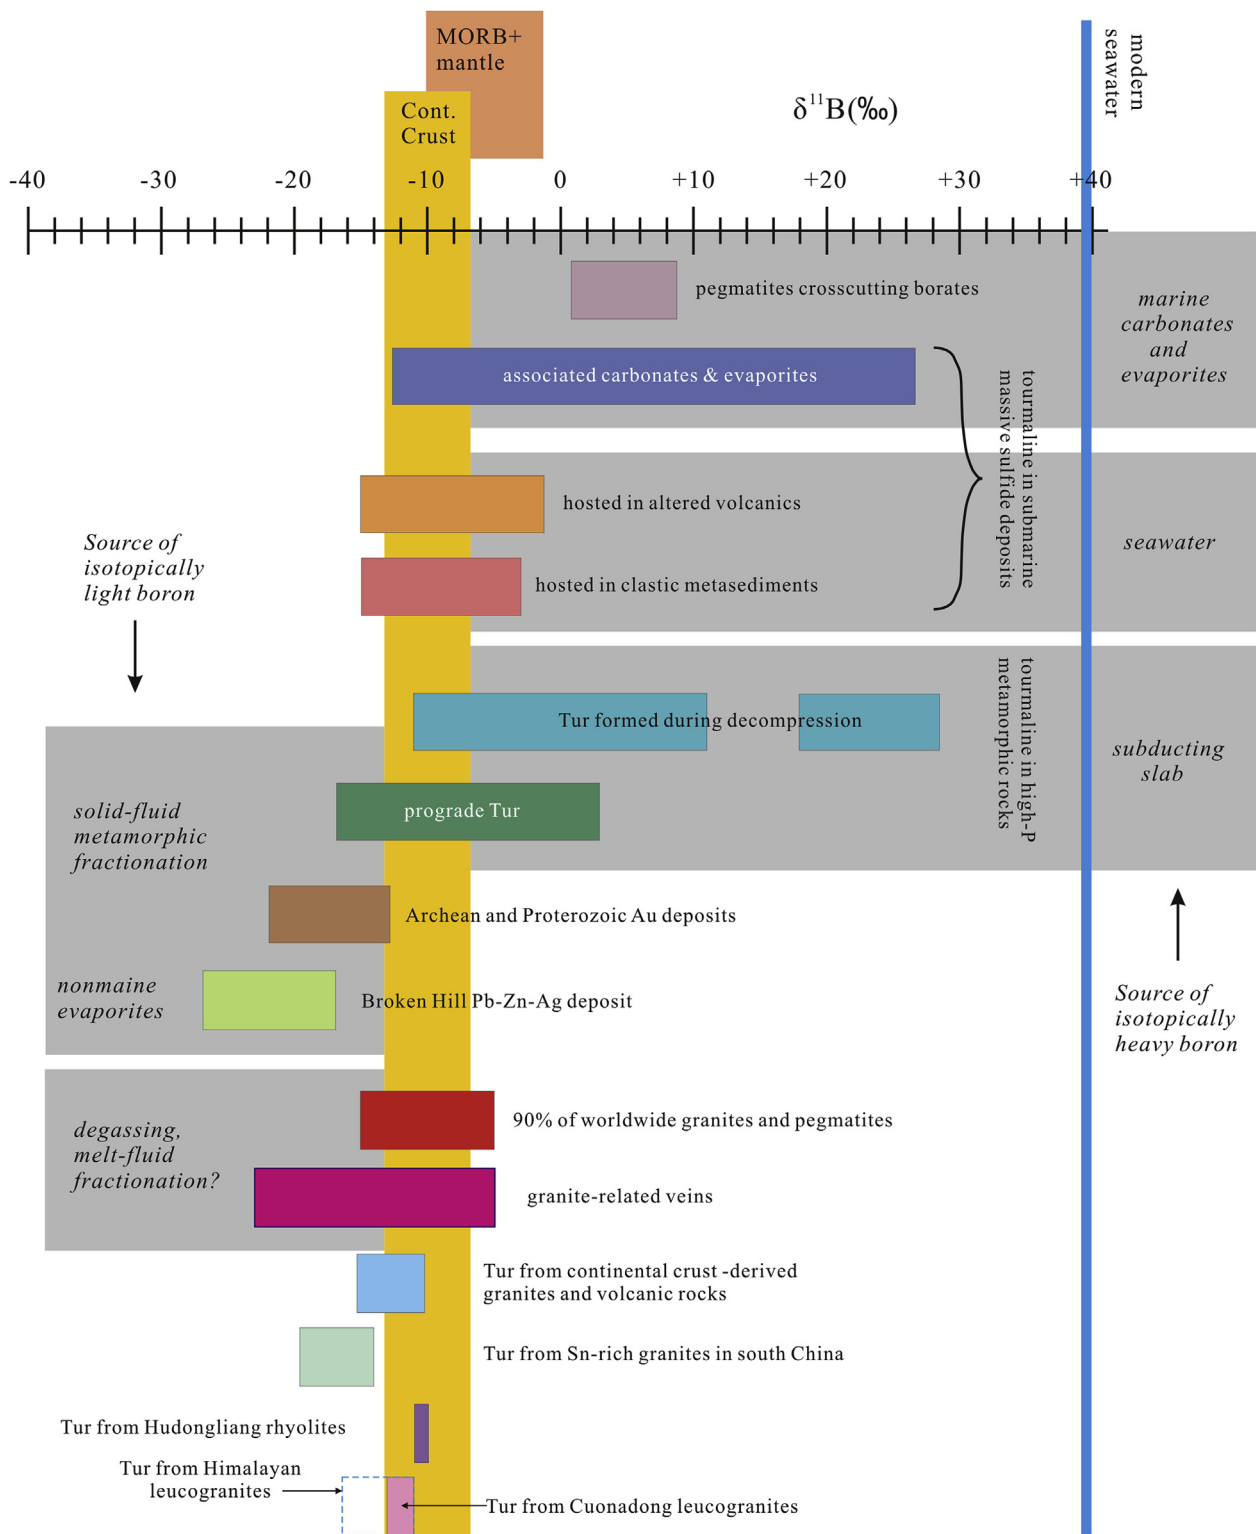 MORB+
mantle
Cont.
Crust
δ¹¹B(‰)
modern
seawater
-40
-30
-20
-10
0
+10
+20
+30
+40
pegmatites crosscutting borates
marine
carbonates
and
evaporites
associated carbonates & evaporites
tourmaline in submarine
massive sulfide deposits
hosted in altered volcanics
seawater
hosted in clastic metasediments
Source of
isotopically
light boron
tourmaline in high-P
metamorphic rocks
Tur formed during decompression
subducting
slab
prograde Tur
solid-fluid
metamorphic
fractionation
Archean and Proterozoic Au deposits
nonmaine
evaporites
Broken Hill Pb-Zn-Ag deposit
Source of
isotopically
heavy boron
degassing,
melt-fluid
fractionation?
90% of worldwide granites and pegmatites
granite-related veins
Tur from continental crust -derived
granites and volcanic rocks
Tur from Sn-rich granites in south China
Tur from Hudongliang rhyolites
Tur from Himalayan
leucogranites
Tur from Cuonadong leucogranites